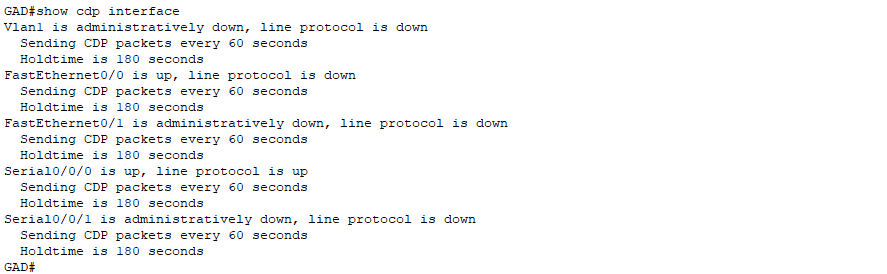 GAD#show cdp interface
Vlan1 is administratively down, line protocol is down
  Sending CDP packets every 60 seconds
  Holdtime is 180 seconds
FastEthernet0/0 is up, line protocol is down
  Sending CDP packets every 60 seconds
  Holdtime is 180 seconds
FastEthernet0/1 is administratively down, line protocol is down
  Sending CDP packets every 60 seconds
  Holdtime is 180 seconds
Serial0/0/0 is up, line protocol is up
  Sending CDP packets every 60 seconds
  Holdtime is 180 seconds
Serial0/0/1 is administratively down, line protocol is down
  Sending CDP packets every 60 seconds
  Holdtime is 180 seconds
GAD#